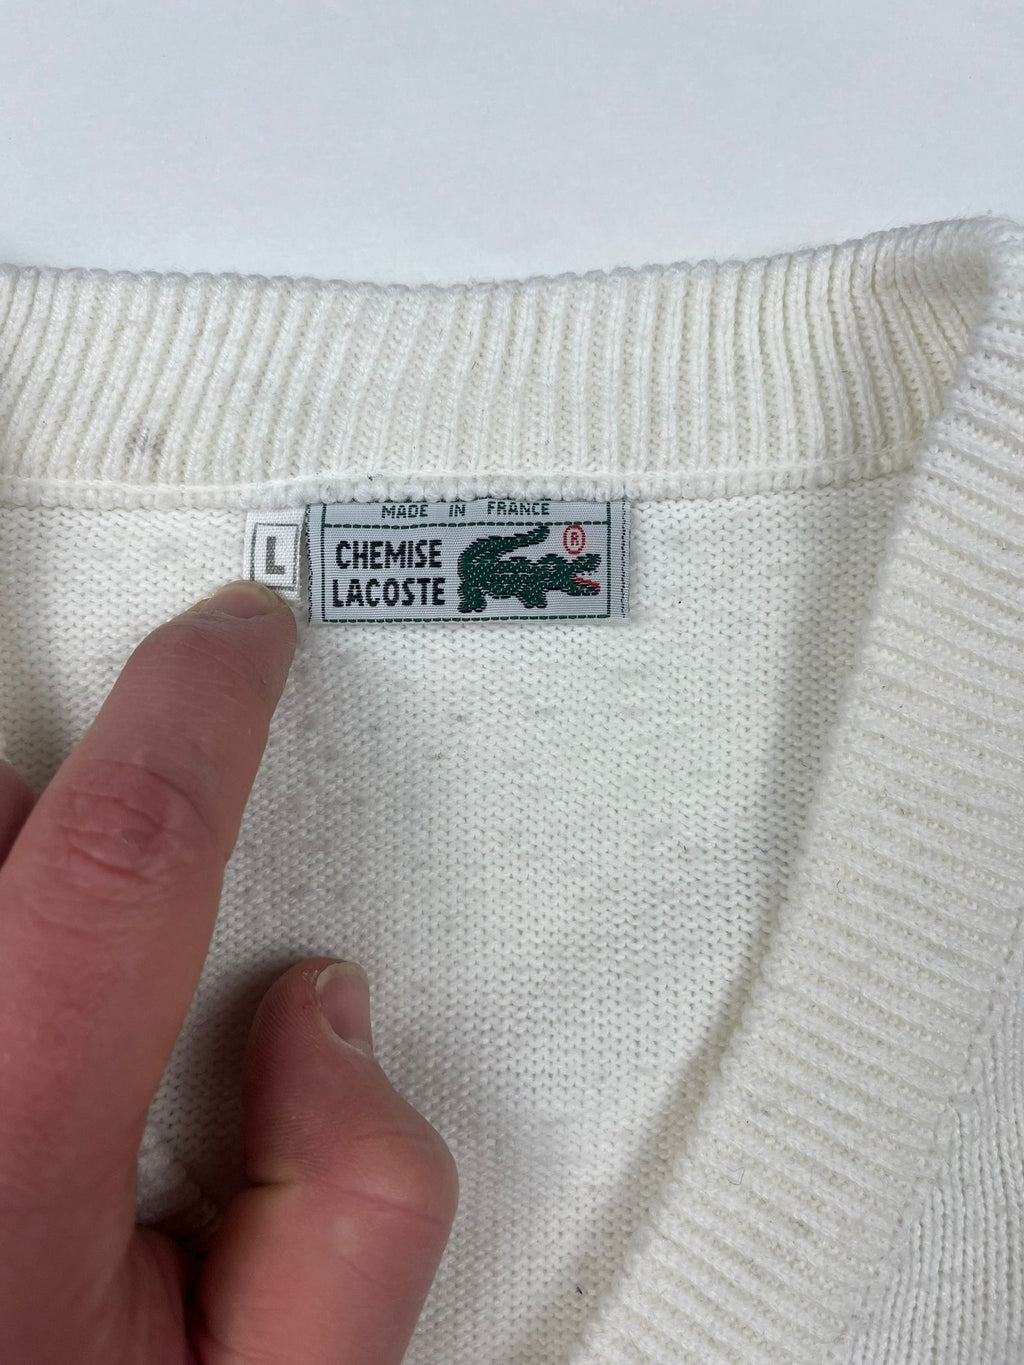 L
MADE IN FRANCE
CHEMISE
LACOSTE
®